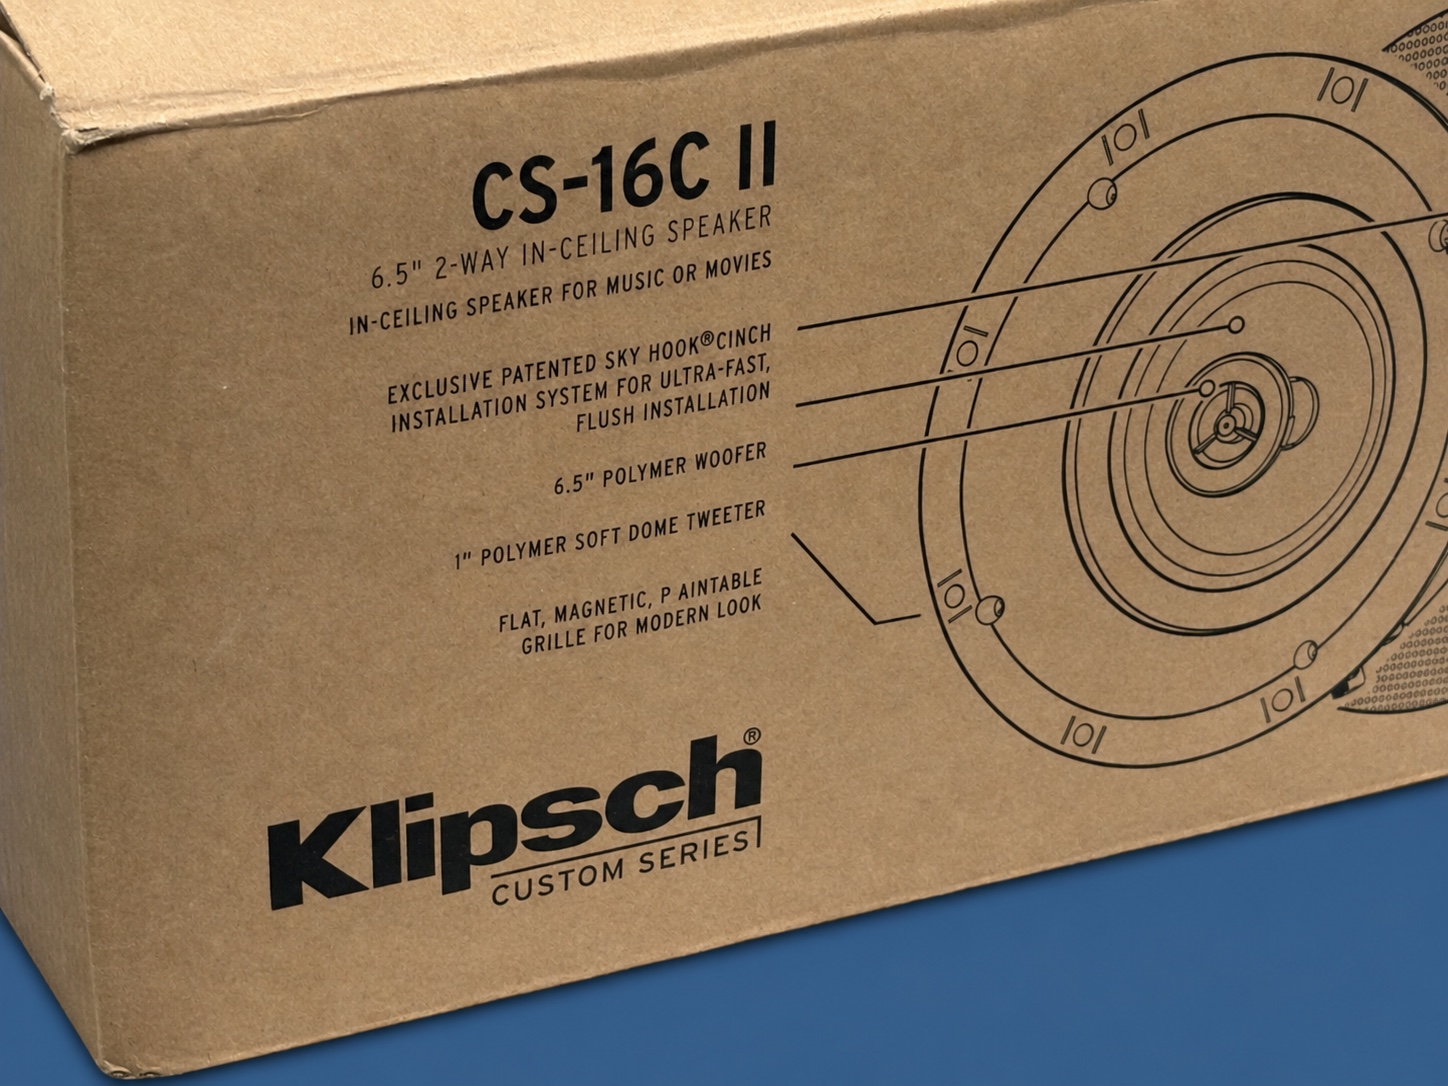 CS-16C II
6.5" 2-WAY IN-CEILING SPEAKER
IN-CEILING SPEAKER FOR MUSIC OR MOVIES
EXCLUSIVE PATENTED SKY HOOK®CINCH
INSTALLATION SYSTEM FOR ULTRA-FAST,
FLUSH INSTALLATION
6.5" POLYMER WOOFER
1" POLYMER SOFT DOME TWEETER
FLAT, MAGNETIC, P AINTABLE
GRILLE FOR MODERN LOOK
Klipsch®
CUSTOM SERIES